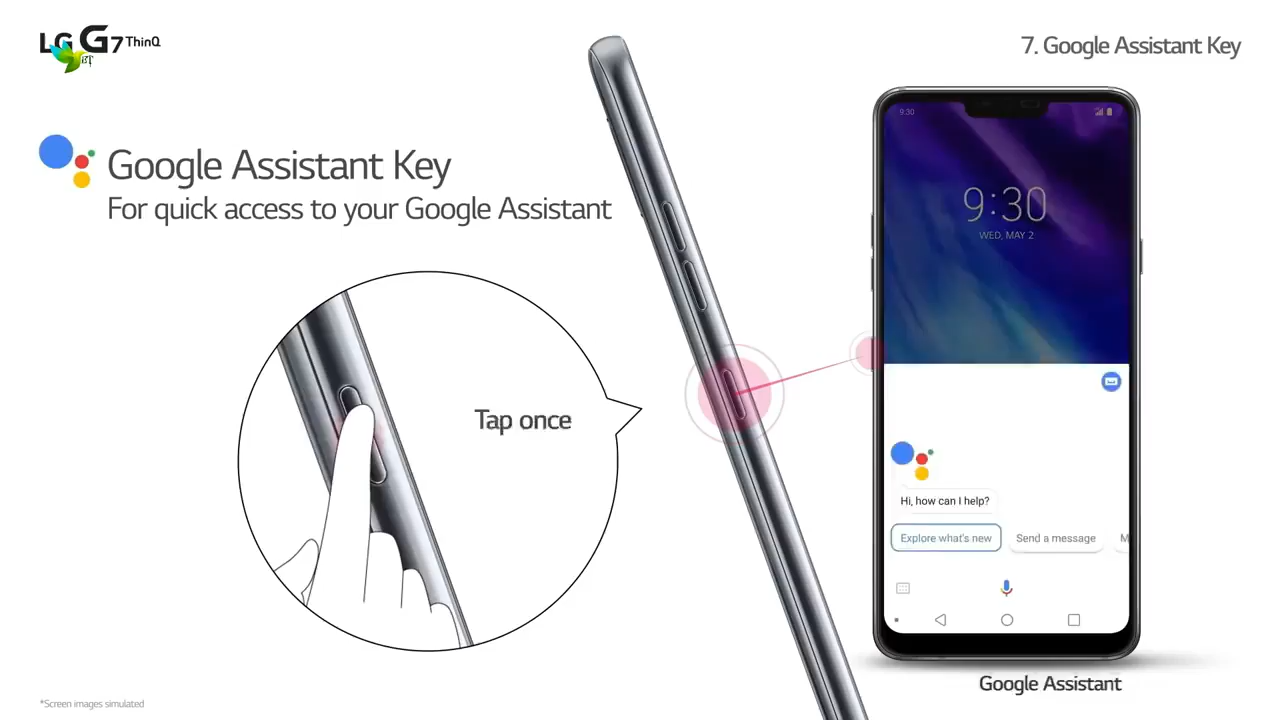 LG G7 ThinQ
7. Google Assistant Key
Google Assistant Key
For quick access to your Google Assistant
Tap once
9:30
9:30
WED, MAY 2
Hi, how can I help?
Explore what's new
Send a message
M
Google Assistant
*Screen images simulated